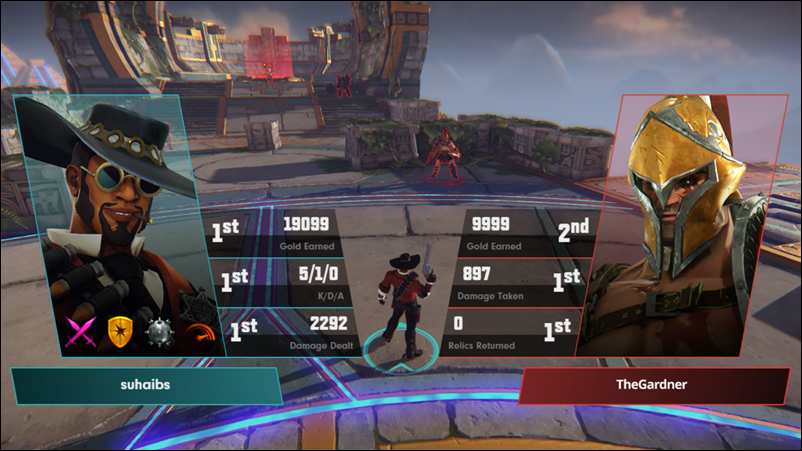 1st
19099
Gold Earned
1st
5/1/0
K/D/A
1st
2292
Damage Dealt
suhaibs
9999
2nd
Gold Earned
897
1st
Damage Taken
0
1st
Relics Returned
TheGardner